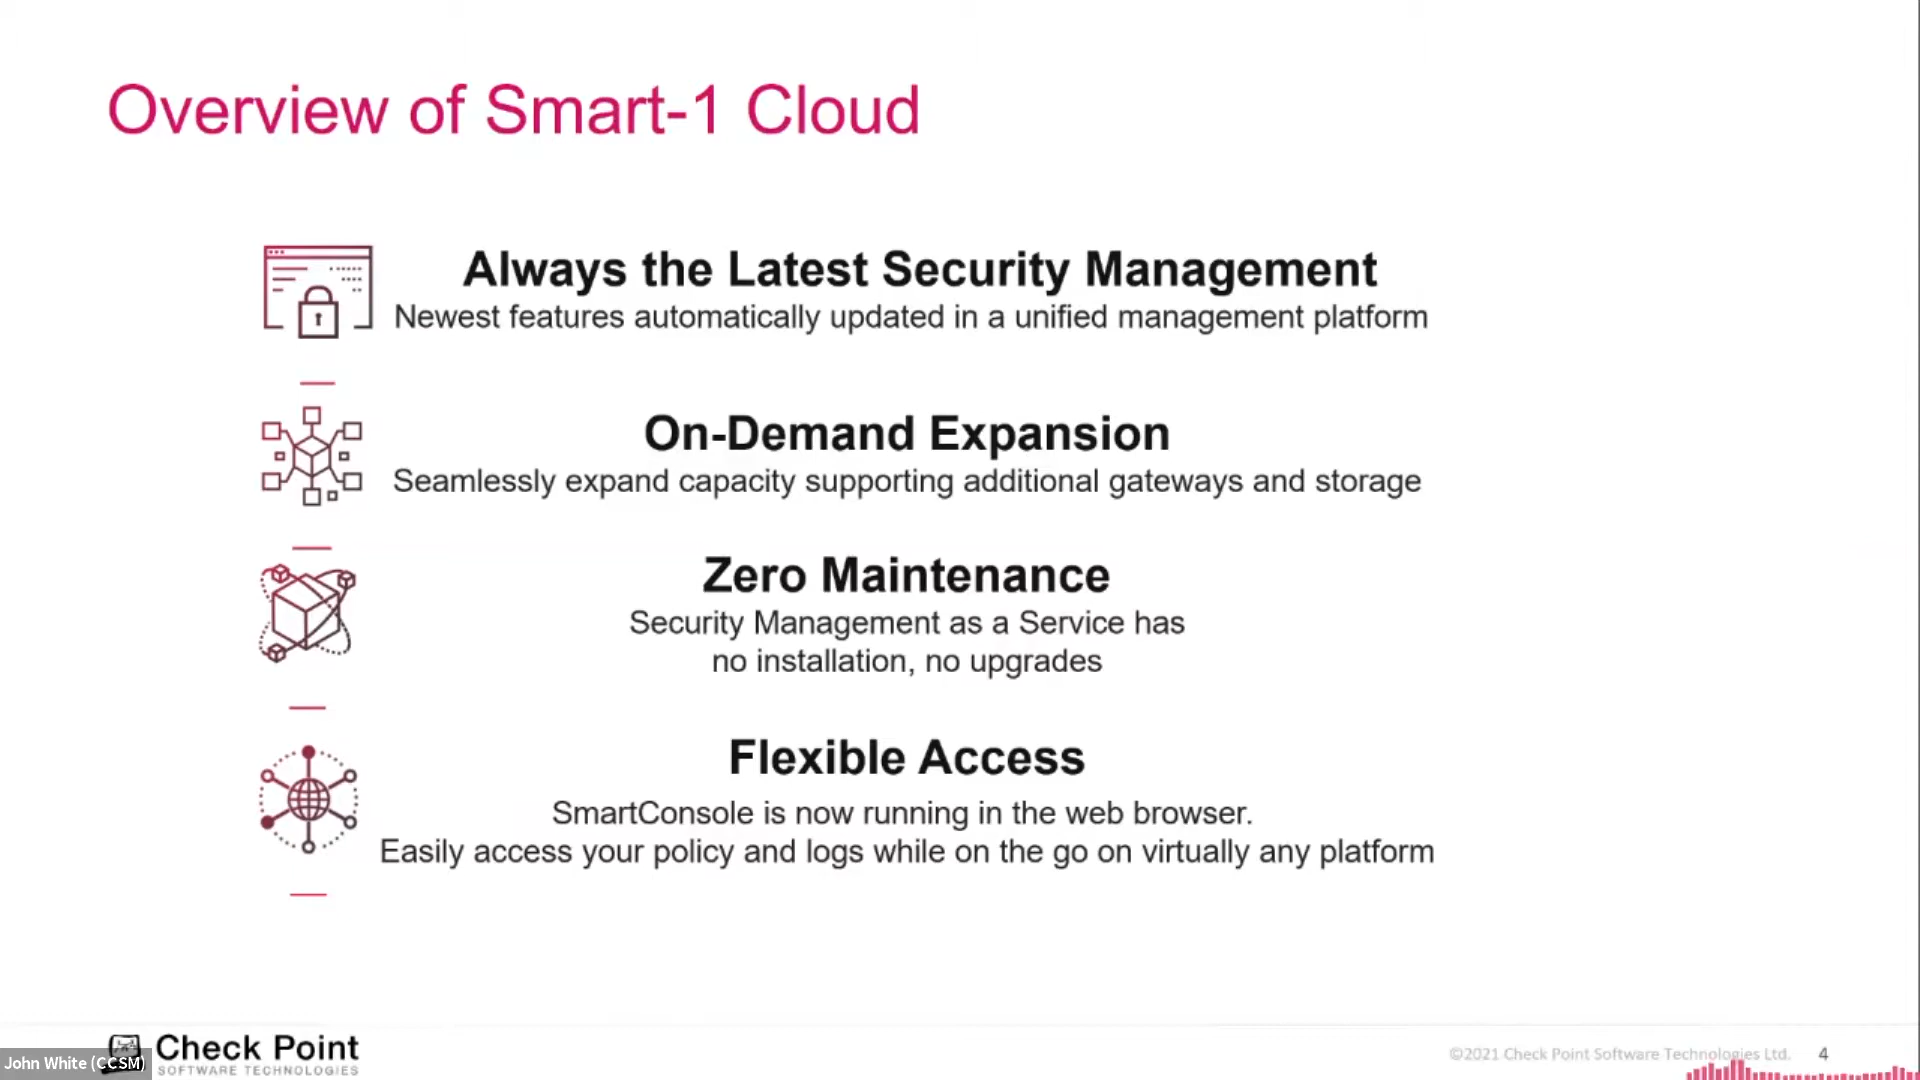 Overview of Smart-1 Cloud
Always the Latest Security Management
Newest features automatically updated in a unified management platform
On-Demand Expansion
Seamlessly expand capacity supporting additional gateways and storage
Zero Maintenance
Security Management as a Service has
no installation, no upgrades
Flexible Access
SmartConsole is now running in the web browser.
Easily access your policy and logs while on the go on virtually any platform
Check Point
SOFTWARE TECHNOLOGIES
John White (CCSM)
©2021 Check Point Software Technologies Ltd. 4